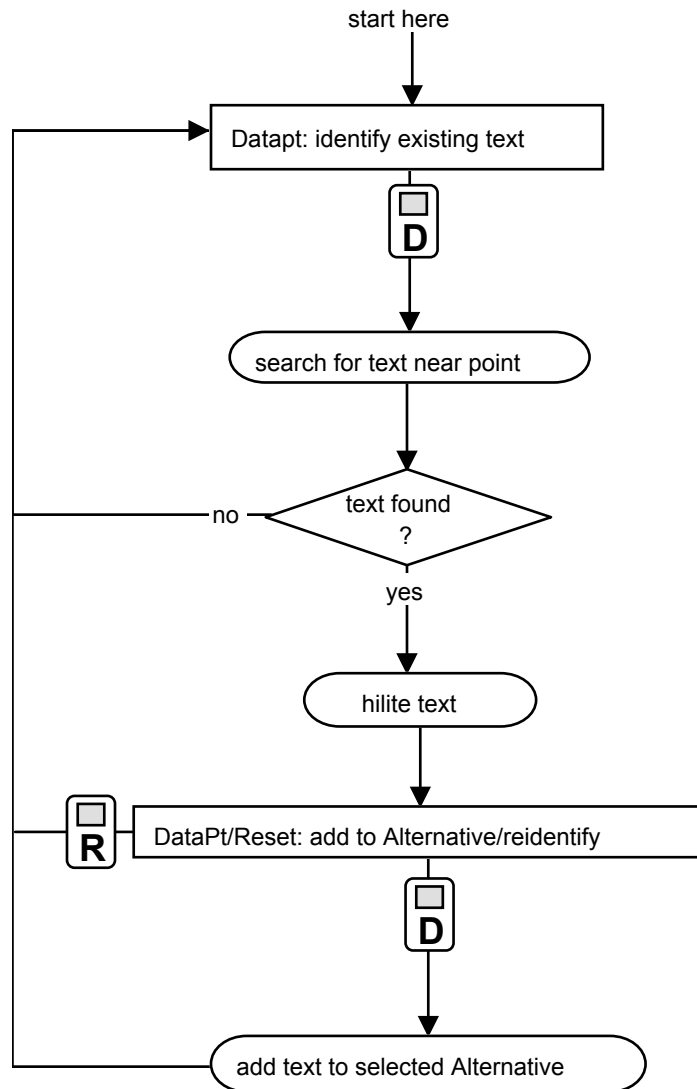 start here
Datapt: identify existing text
D
search for text near point
text found
?
no
yes
hilite text
R
DataPt/Reset: add to Alternative/reidentify
D
add text to selected Alternative